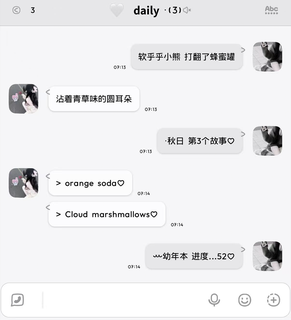 3
daily ·(3)
Abc
软乎乎小熊 打翻了蜂蜜罐
07:13
沾着青草味的圆耳朵
07:13
·秋日 第3个故事♡
07:13
> orange soda♡
07:14
> Cloud marshmallows♡
07:14
幼年本 进度...52♡
07:14